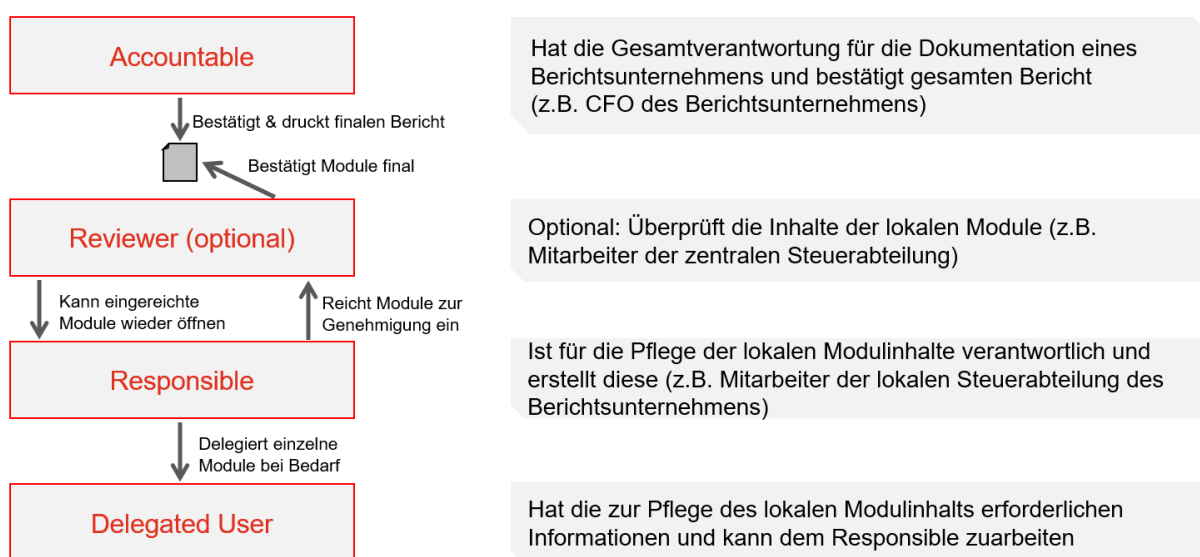 Accountable
Hat die Gesamtverantwortung für die Dokumentation eines
Berichtsunternehmens und bestätigt gesamten Bericht
(z.B. CFO des Berichtsunternehmens)
Bestätigt & druckt finalen Bericht
Bestätigt Module final
Reviewer (optional)
Optional: Überprüft die Inhalte der lokalen Module (z.B.
Mitarbeiter der zentralen Steuerabteilung)
Kann eingereichte
Module wieder öffnen
Reicht Module zur
Genehmigung ein
Responsible
Ist für die Pflege der lokalen Modulinhalte verantwortlich und
erstellt diese (z.B. Mitarbeiter der lokalen Steuerabteilung des
Berichtsunternehmens)
Delegiert einzelne
Module bei Bedarf
Delegated User
Hat die zur Pflege des lokalen Modulinhalts erforderlichen
Informationen und kann dem Responsible zuarbeiten